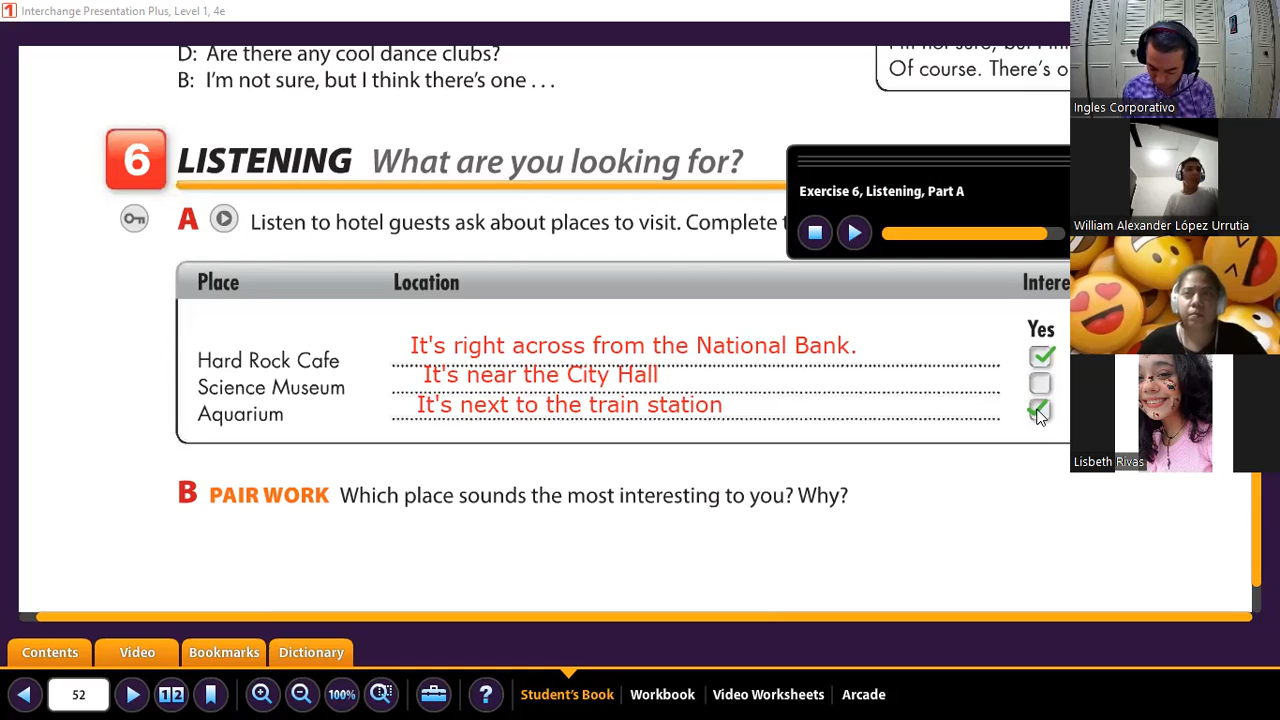 Interchange Presentation Plus, Level 1, 4e
D: Are there any cool dance clubs?
B: I'm not sure, but I think there's one . . .
Of course. There's o
6 LISTENING What are you looking for?
A Listen to hotel guests ask about places to visit. Complete t
Exercise 6, Listening, Part A
Place Location Intere
Yes
Hard Rock Cafe It's right across from the National Bank.
Science Museum It's near the City Hall
Aquarium It's next to the train station
B PAIR WORK Which place sounds the most interesting to you? Why?
Ingles Corporativo
William Alexander López Urrutia
Lisbeth Rivas
Contents Video Bookmarks Dictionary
52 12 100% ? Student's Book Workbook Video Worksheets Arcade